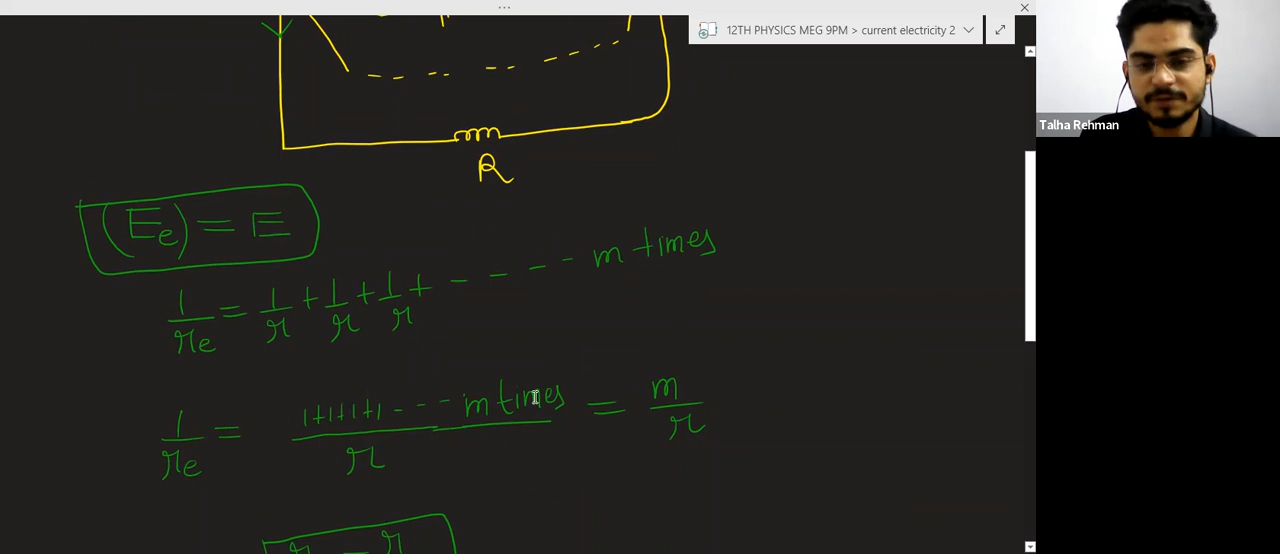 12TH PHYSICS MEG 9PM > current electricity 2
Talha Rehman
R
(Ee) = E
1/re = 1/r + 1/r + 1/r + - - - - m times
1/re = 1+1+1+1 - - - m times / r = m/r